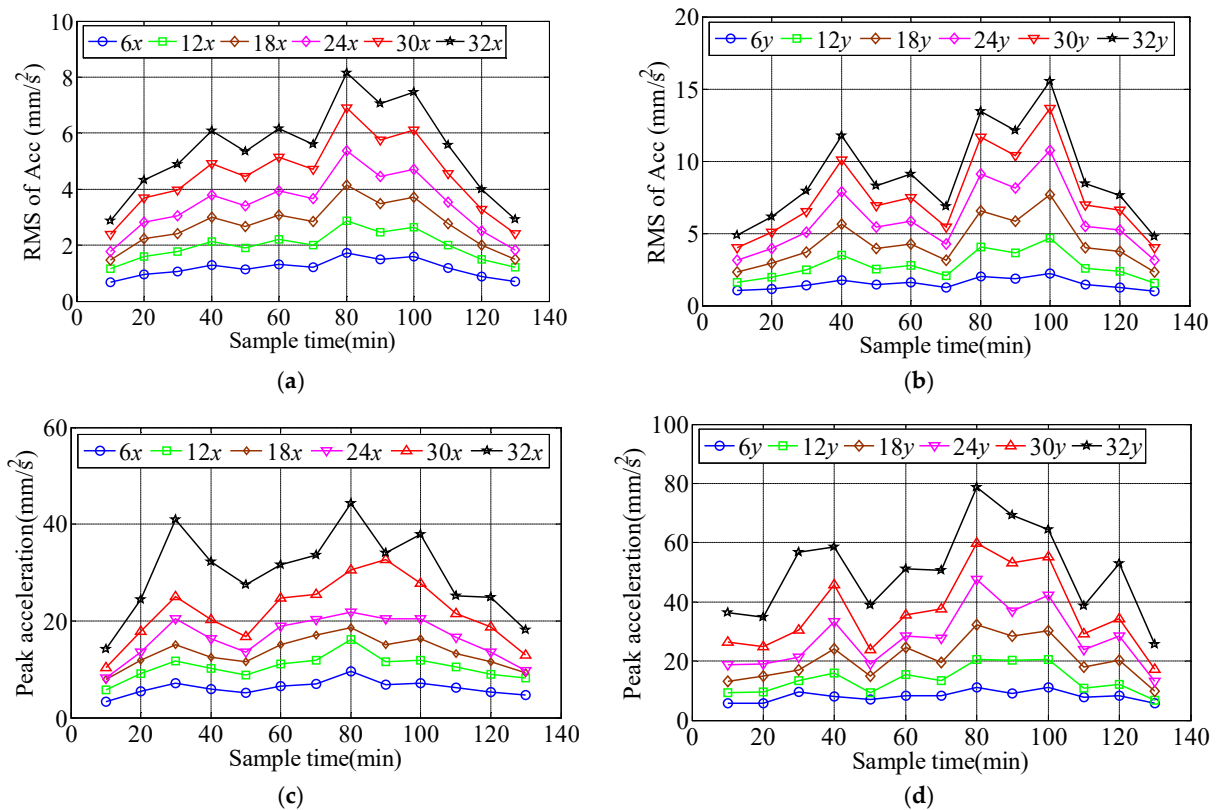 10
8
6
4
2
0
RMS of Acc (mm/s²)
6x 12x 18x 24x 30x 32x
0 20 40 60 80 100 120 140
Sample time(min)
(a)
20
15
10
5
0
RMS of Acc (mm/s²)
6y 12y 18y 24y 30y 32y
0 20 40 60 80 100 120 140
Sample time(min)
(b)
60
40
20
0
Peak acceleration(mm/s²)
6x 12x 18x 24x 30x 32x
0 20 40 60 80 100 120 140
Sample time(min)
(c)
100
80
60
40
20
0
Peak acceleration(mm/s²)
6y 12y 18y 24y 30y 32y
0 20 40 60 80 100 120 140
Sample time(min)
(d)